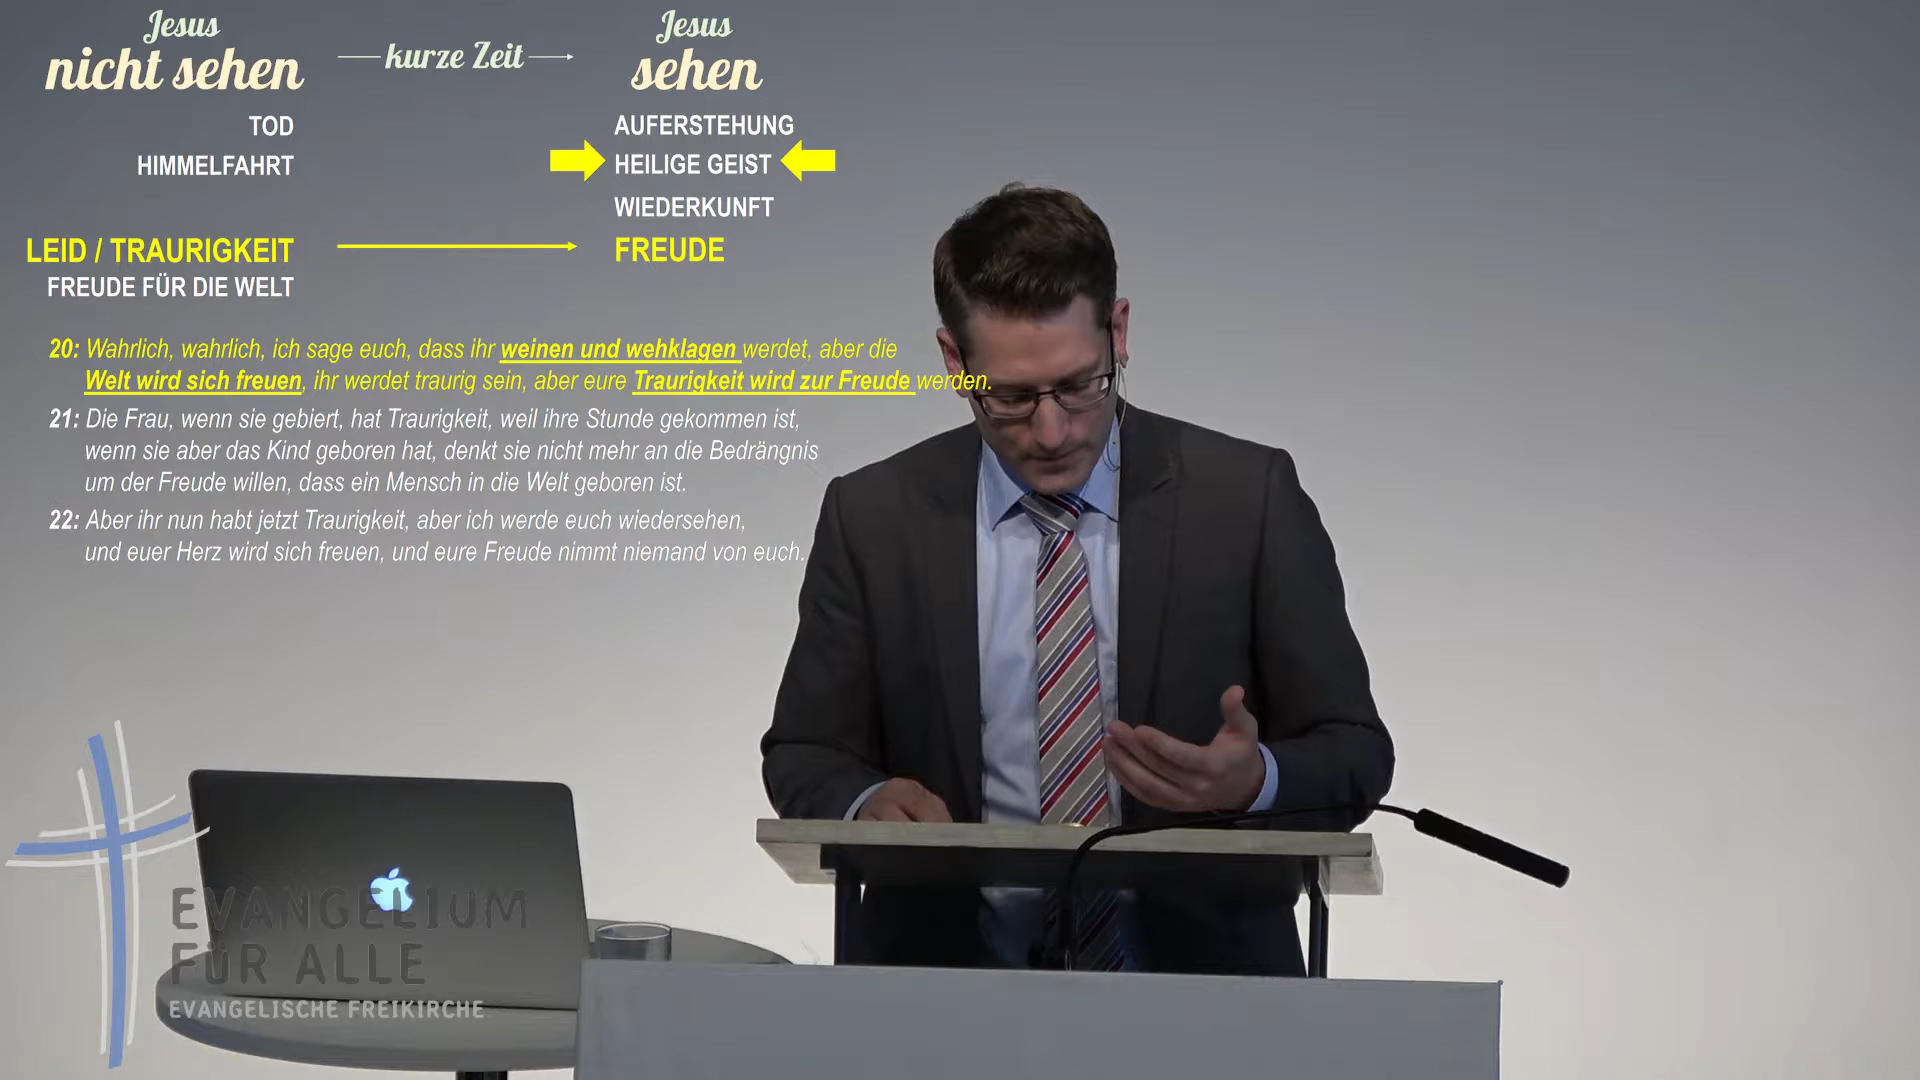 Jesus
nicht sehen
kurze Zeit
Jesus
sehen
TOD
AUFERSTEHUNG
HIMMELFAHRT
HEILIGE GEIST
WIEDERKUNFT
LEID / TRAURIGKEIT
FREUDE
FREUDE FÜR DIE WELT
20: Wahrlich, wahrlich, ich sage euch, dass ihr weinen und wehklagen werdet, aber die
Welt wird sich freuen, ihr werdet traurig sein, aber eure Traurigkeit wird zur Freude werden.
21: Die Frau, wenn sie gebiert, hat Traurigkeit, weil ihre Stunde gekommen ist,
wenn sie aber das Kind geboren hat, denkt sie nicht mehr an die Bedrängnis
um der Freude willen, dass ein Mensch in die Welt geboren ist.
22: Aber ihr nun habt jetzt Traurigkeit, aber ich werde euch wiedersehen,
und euer Herz wird sich freuen, und eure Freude nimmt niemand von euch.
EVANGELIUM
FÜR ALLE
EVANGELISCHE FREIKIRCHE